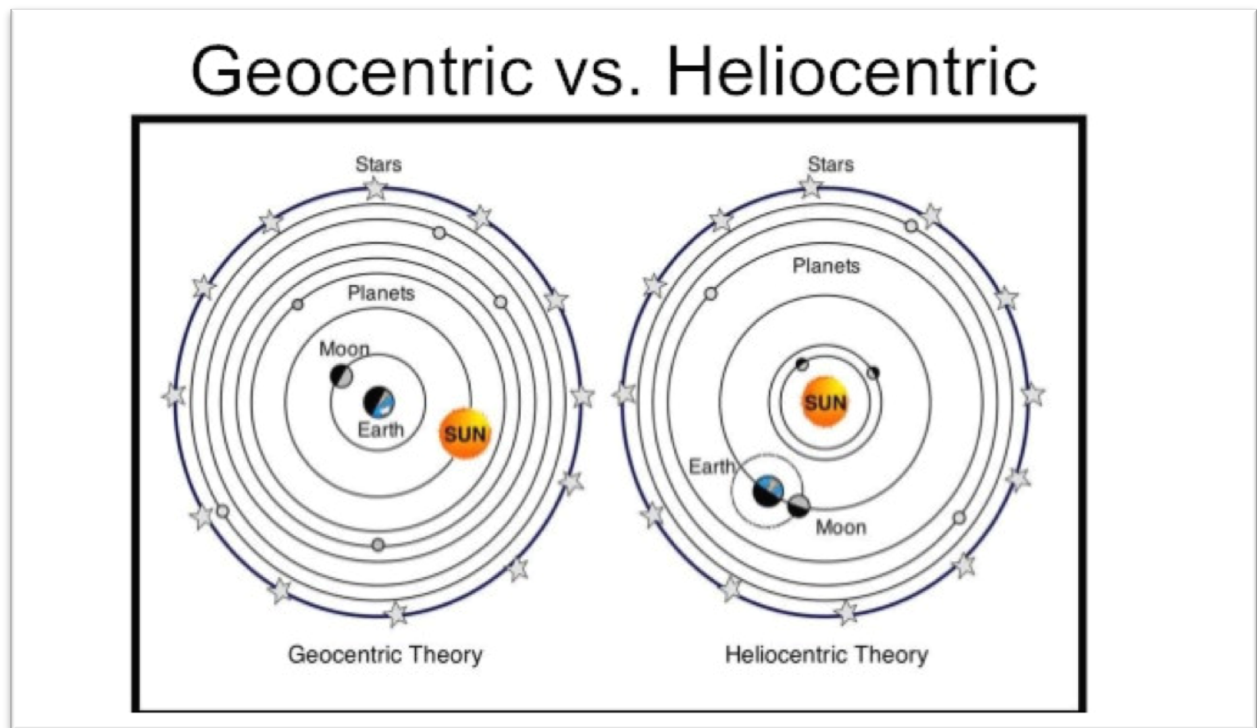 Geocentric vs. Heliocentric
Stars
Planets
Moon
Earth
SUN
Geocentric Theory
Stars
Planets
SUN
Earth
Moon
Heliocentric Theory